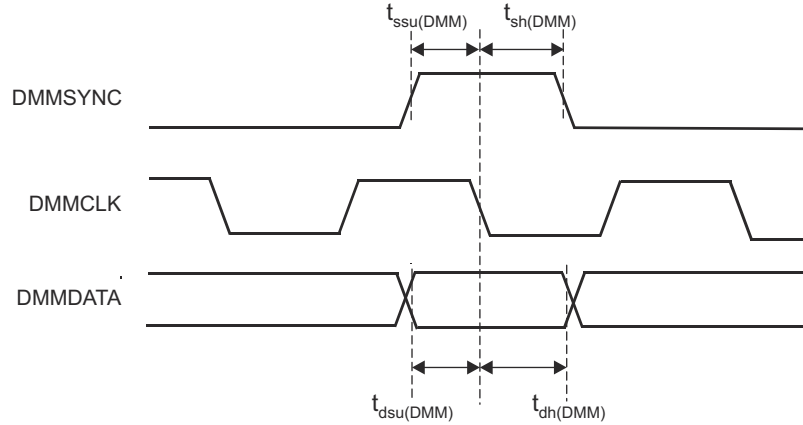 tssu(DMM) tsh(DMM)
DMMSYNC
DMMCLK
DMMDATA
tdsu(DMM) tdh(DMM)